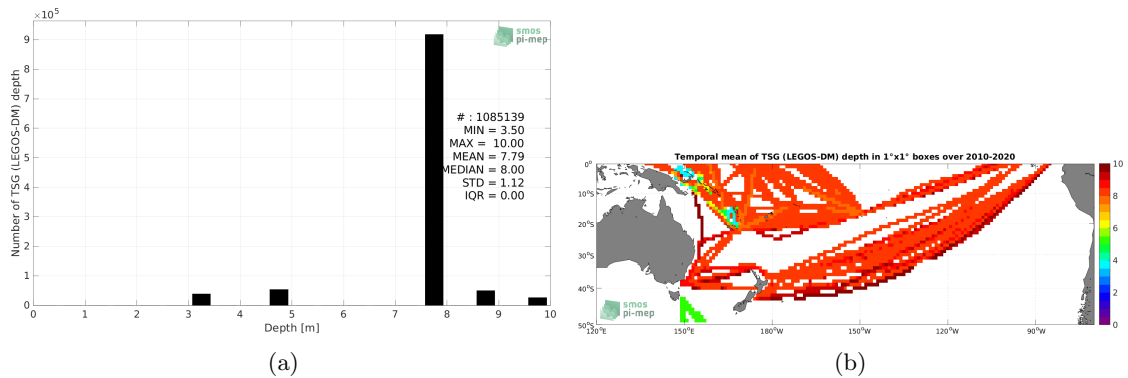 ×10⁵
9
8
7
6
5
4
3
2
1
0
Number of TSG (LEGOS-DM) depth
smos
pi-mep
# : 1085139
MIN = 3.50
MAX = 10.00
MEAN = 7.79
MEDIAN = 8.00
STD = 1.12
IQR = 0.00
0 1 2 3 4 5 6 7 8 9 10
Depth [m]
(a)
Temporal mean of TSG (LEGOS-DM) depth in 1°x1° boxes over 2010-2020
0°
10°S
20°S
30°S
40°S
50°S
smos
pi-mep
120°E 150°E 180°W 150°W 120°W 90°W
10
8
6
4
2
0
(b)